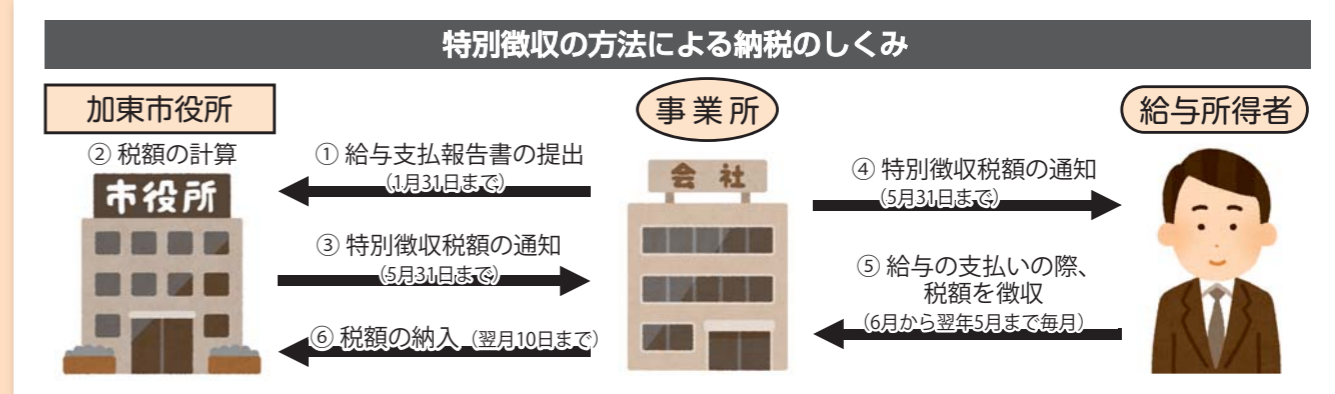 特別徴収の方法による納税のしくみ
加東市役所
② 税額の計算
市役所
① 給与支払報告書の提出
（1月31日まで）
③ 特別徴収税額の通知
（5月31日まで）
⑥ 税額の納入（翌月10日まで）
事業所
会社
④ 特別徴収税額の通知
（5月31日まで）
⑤ 給与の支払いの際、
税額を徴収
（6月から翌年5月まで毎月）
給与所得者